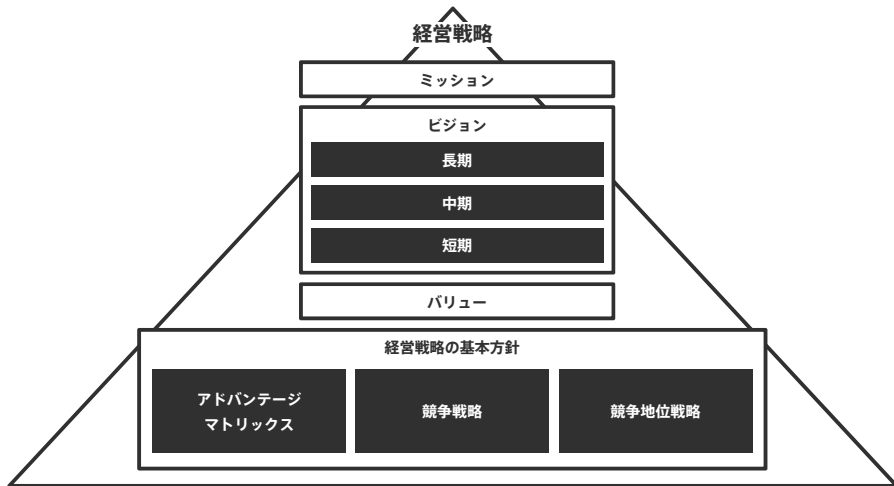 経営戦略
ミッション
ビジョン
長期
中期
短期
バリュー
経営戦略の基本方針
アドバンテージ
マトリックス
競争戦略
競争地位戦略